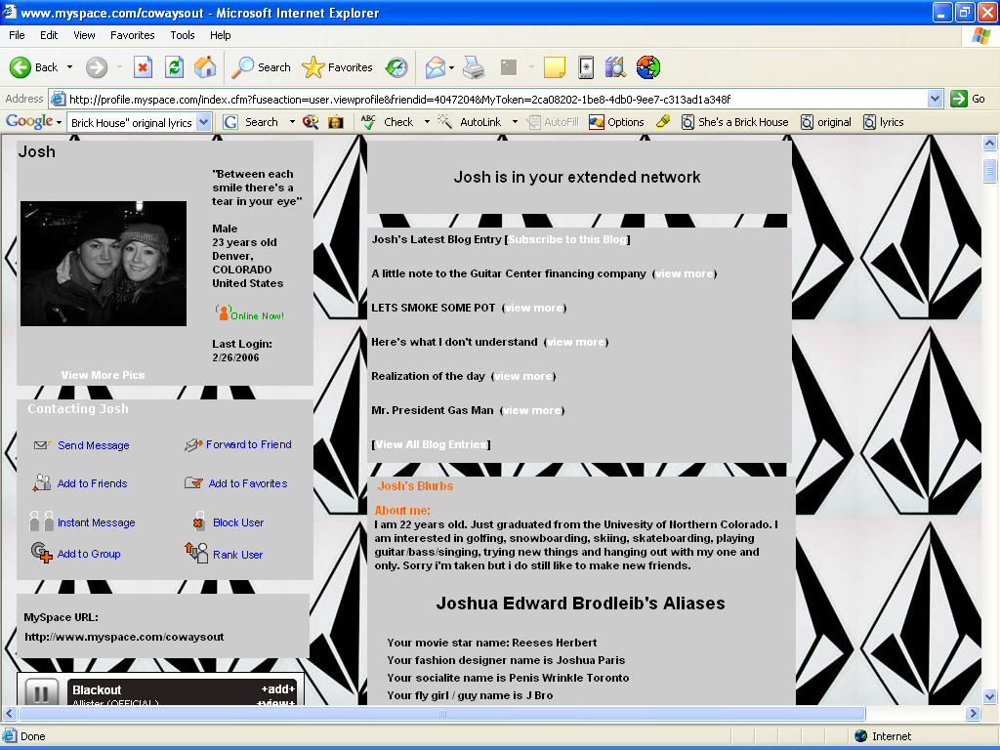 www.myspace.com/cowaysout - Microsoft Internet Explorer
File Edit View Favorites Tools Help
Back Search Favorites
Address http://profile.myspace.com/index.cfm?fuseaction=user.viewprofile&friendid=4047204&MyToken=2ca08202-1be8-4db0-9ee7-c313ad1a348f Go
Google Brick House" original lyrics Search Check AutoLink AutoFill Options She's a Brick House original lyrics
Josh
"Between each
smile there's a
tear in your eye"
Male
23 years old
Denver,
COLORADO
United States
Online Now!
Last Login:
2/26/2006
View More Pics
Contacting Josh
Send Message Forward to Friend
Add to Friends Add to Favorites
Instant Message Block User
Add to Group Rank User
MySpace URL:
http://www.myspace.com/cowaysout
Blackout +add+
Allister (OFFICIAL) +view+
Josh is in your extended network
Josh's Latest Blog Entry [Subscribe to this Blog]
A little note to the Guitar Center financing company (view more)
LETS SMOKE SOME POT (view more)
Here's what I don't understand (view more)
Realization of the day (view more)
Mr. President Gas Man (view more)
[View All Blog Entries]
Josh's Blurbs
About me:
I am 22 years old. Just graduated from the Univesity of Northern Colorado. I
am interested in golfing, snowboarding, skiing, skateboarding, playing
guitar/bass/singing, trying new things and hanging out with my one and
only. Sorry i'm taken but i do still like to make new friends.
Joshua Edward Brodleib's Aliases
Your movie star name: Reeses Herbert
Your fashion designer name is Joshua Paris
Your socialite name is Penis Wrinkle Toronto
Your fly girl / guy name is J Bro
Done Internet